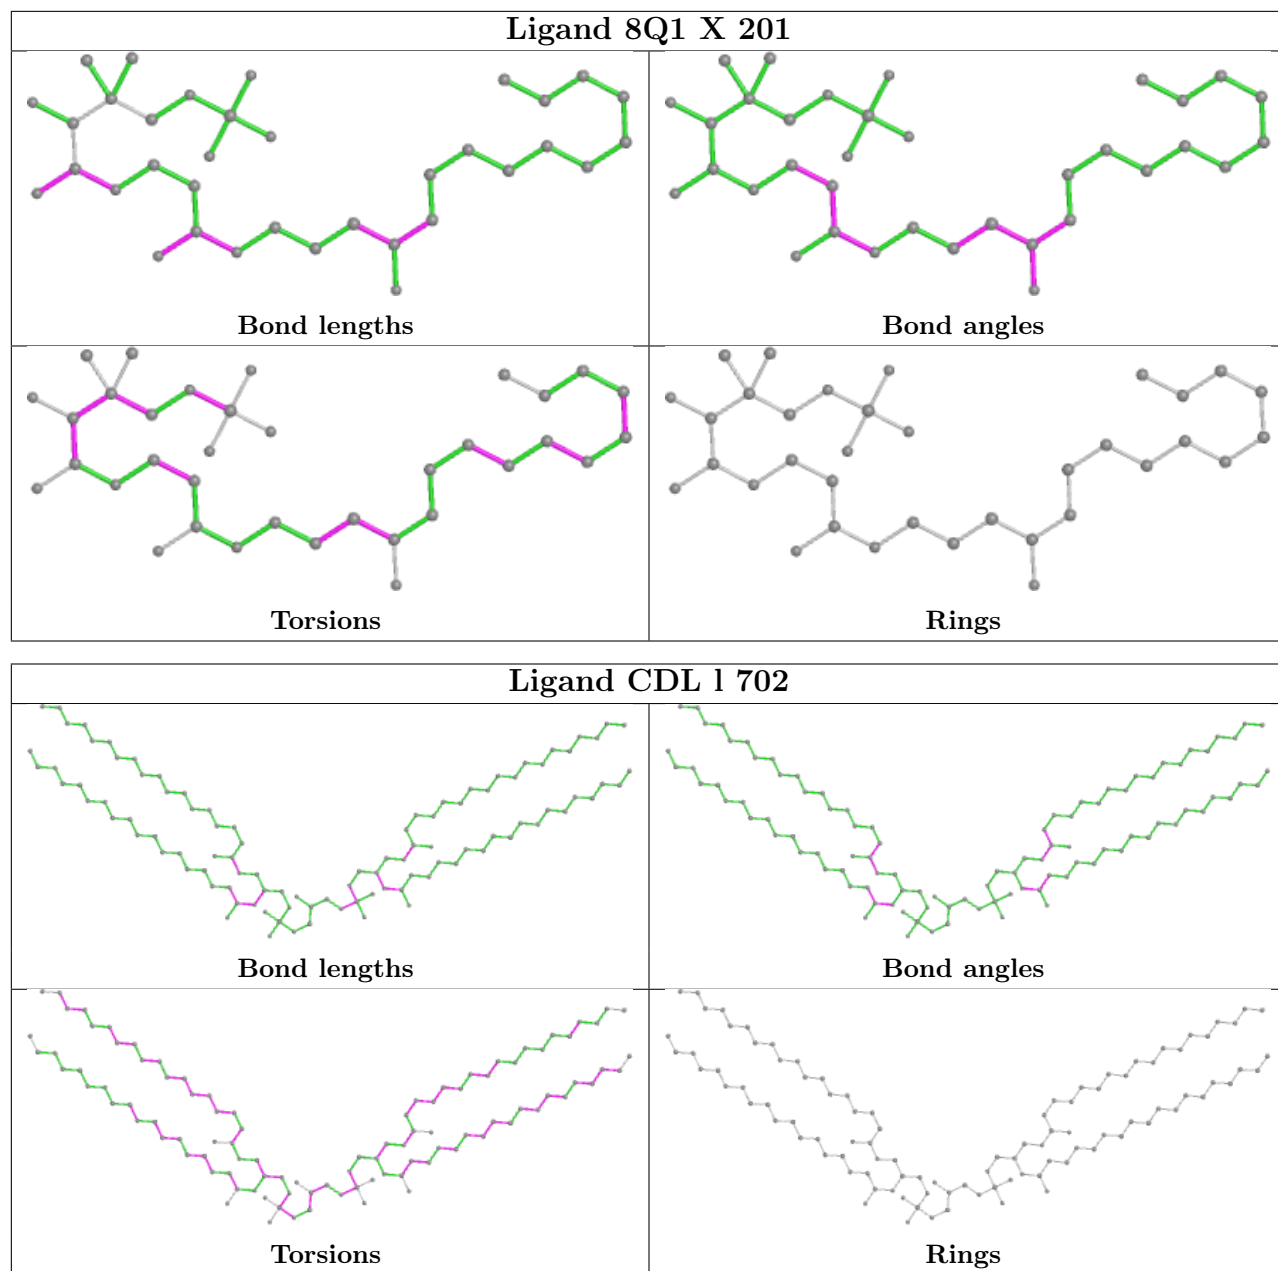 Ligand 8Q1 X 201
Bond lengths
Bond angles
Torsions
Rings
Ligand CDL l 702
Bond lengths
Bond angles
Torsions
Rings